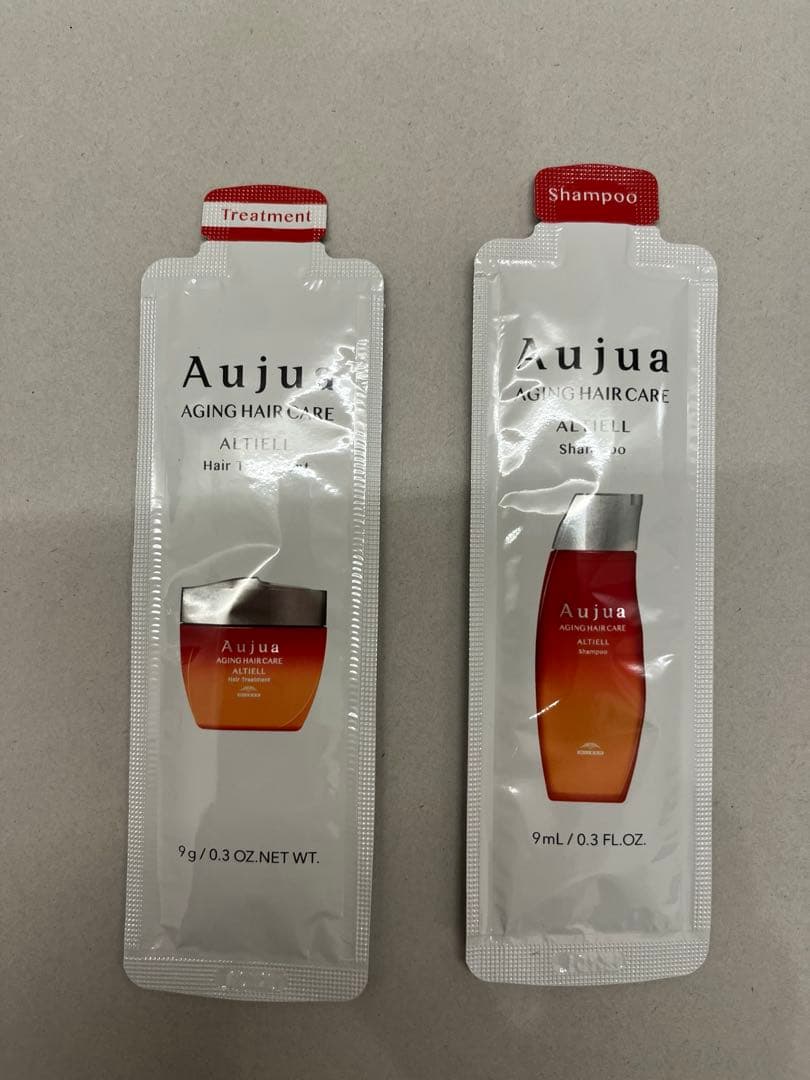 Treatment
Aujua
AGING HAIR CARE
ALTIELL
Hair
Aujua
AGING HAIR CARE
ALTIELL
Hair Treatment
9g / 0.3 OZ.NET WT.
Shampoo
Aujua
AGING HAIR CARE
ALTIELL
Shampoo
Aujua
AGING HAIR CARE
ALTIELL
Shampoo
9mL / 0.3 FL.OZ.